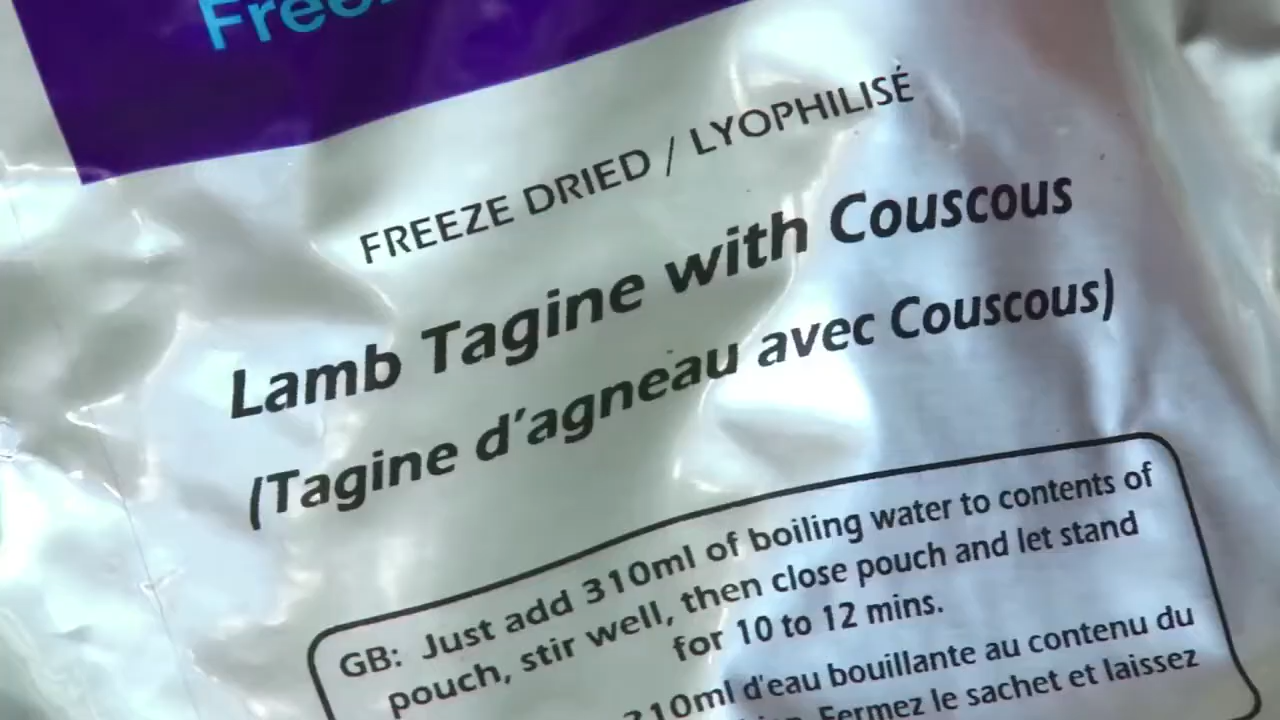 FREEZE DRIED / LYOPHILISÉ
Lamb Tagine with Couscous
(Tagine d'agneau avec Couscous)
GB: Just add 310ml of boiling water to contents of
pouch, stir well, then close pouch and let stand
for 10 to 12 mins.
310ml d'eau bouillante au contenu du
Fermez le sachet et laissez